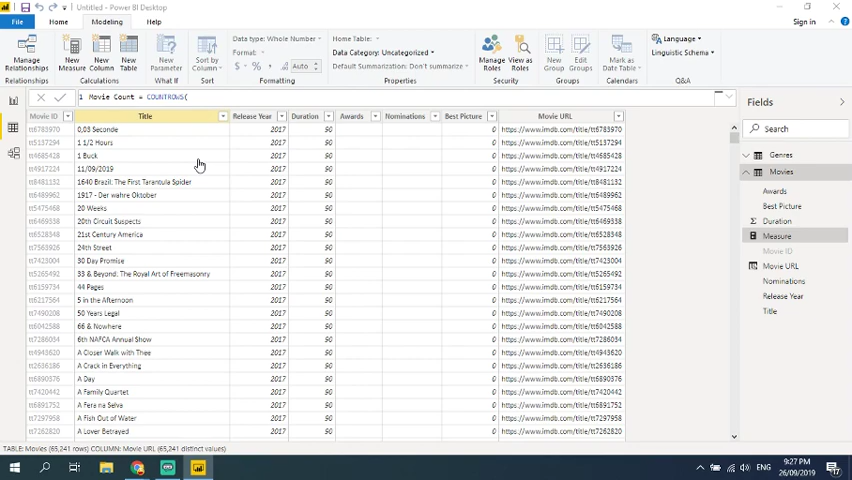 Untitled - Power BI Desktop
Sign in
File Home Modeling Help
Manage Relationships
Relationships
New Measure
New Column
New Table
Calculations
New Parameter
What If
Sort by Column
Sort
Data type: Whole Number
Format:
$ % , .00 Auto
Formatting
Home Table:
Data Category: Uncategorized
Default Summarization: Don't summarize
Properties
Manage Roles
View as Roles
Security
New Group
Edit Groups
Groups
Mark as Date Table
Calendars
Language
Linguistic Schema
Q&A
1 Movie Count = COUNTROWS(
Movie ID Title Release Year Duration Awards Nominations Best Picture Movie URL
tt6783970 0,03 Seconde 2017 90 0 https://www.imdb.com/title/tt6783970
tt5137294 1 1/2 Hours 2017 90 0 https://www.imdb.com/title/tt5137294
tt4685428 1 Buck 2017 90 0 https://www.imdb.com/title/tt4685428
tt4917224 11/09/2019 2017 90 0 https://www.imdb.com/title/tt4917224
tt6481132 1640 Brazil: The First Tarantula Spider 2017 90 0 https://www.imdb.com/title/tt6481132
tt6489962 1917 - Der wahre Oktober 2017 90 0 https://www.imdb.com/title/tt6489962
tt5475468 20 Weeks 2017 90 0 https://www.imdb.com/title/tt5475468
tt6469338 20th Circuit Suspects 2017 90 0 https://www.imdb.com/title/tt6469338
tt6528348 21st Century America 2017 90 0 https://www.imdb.com/title/tt6528348
tt7563926 24th Street 2017 90 0 https://www.imdb.com/title/tt7563926
tt7423004 30 Day Promise 2017 90 0 https://www.imdb.com/title/tt7423004
tt5265492 33 & Beyond: The Royal Art of Freemasonry 2017 90 0 https://www.imdb.com/title/tt5265492
tt6159734 44 Pages 2017 90 0 https://www.imdb.com/title/tt6159734
tt6217564 5 in the Afternoon 2017 90 0 https://www.imdb.com/title/tt6217564
tt7490208 50 Years Legal 2017 90 0 https://www.imdb.com/title/tt7490208
tt6042588 66 & Nowhere 2017 90 0 https://www.imdb.com/title/tt6042588
tt7378036 6th NAFCA Annual Show 2017 90 0 https://www.imdb.com/title/tt7378036
tt4943620 A Closer Walk with Thee 2017 90 0 https://www.imdb.com/title/tt4943620
tt2636186 A Crack in Everything 2017 90 0 https://www.imdb.com/title/tt2636186
tt6890373 A Day 2017 90 0 https://www.imdb.com/title/tt6890373
tt7420442 A Family Quartet 2017 90 0 https://www.imdb.com/title/tt7420442
tt6891752 A Fera na Selva 2017 90 0 https://www.imdb.com/title/tt6891752
tt7297958 A Fish Out of Water 2017 90 0 https://www.imdb.com/title/tt7297958
tt7262820 A Lover Betrayed 2017 90 0 https://www.imdb.com/title/tt7262820
Fields
Search
Genres
Movies
Awards
Best Picture
Duration
Measure
Movie ID
Movie URL
Nominations
Release Year
Title
TABLE: Movies (65,241 rows) COLUMN: Movie URL (65,241 distinct values)
ENG
9:27 PM
26/09/2019
17